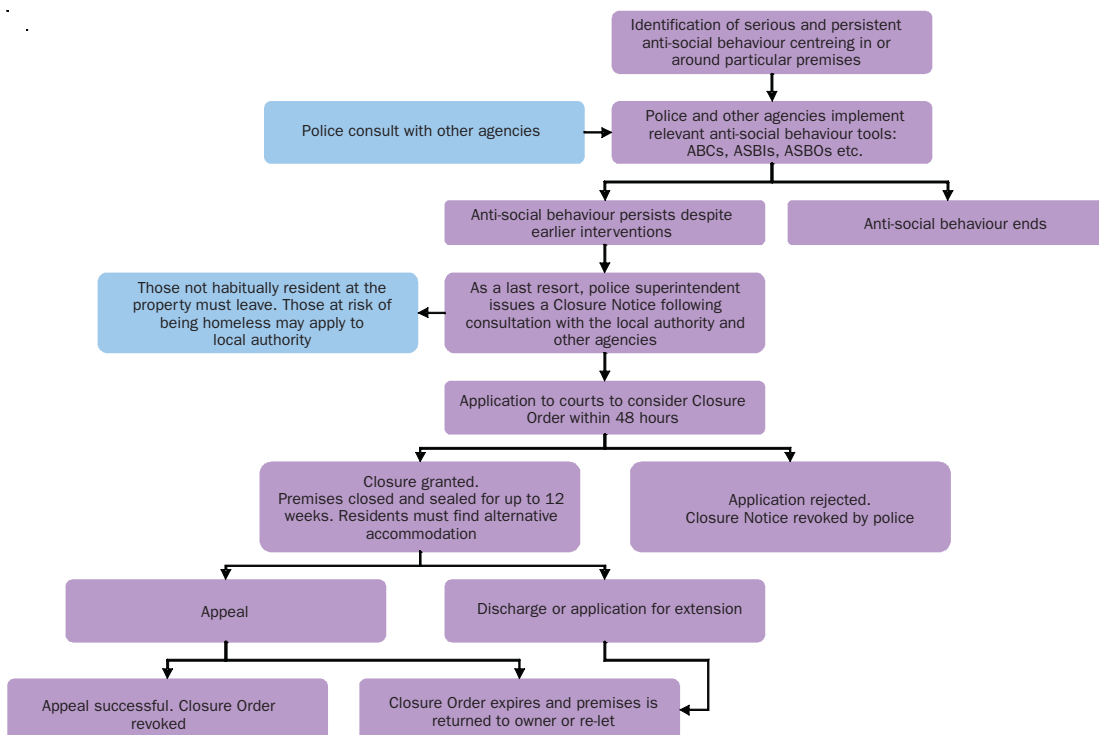 Identification of serious and persistent
anti-social behaviour centreing in or
around particular premises
Police consult with other agencies
Police and other agencies implement
relevant anti-social behaviour tools:
ABCs, ASBIs, ASBOs etc.
Anti-social behaviour persists despite
earlier interventions
Anti-social behaviour ends
Those not habitually resident at the
property must leave. Those at risk of
being homeless may apply to
local authority
As a last resort, police superintendent
issues a Closure Notice following
consultation with the local authority and
other agencies
Application to courts to consider Closure
Order within 48 hours
Closure granted.
Premises closed and sealed for up to 12
weeks. Residents must find alternative
accommodation
Application rejected.
Closure Notice revoked by police
Appeal
Discharge or application for extension
Appeal successful. Closure Order
revoked
Closure Order expires and premises is
returned to owner or re-let